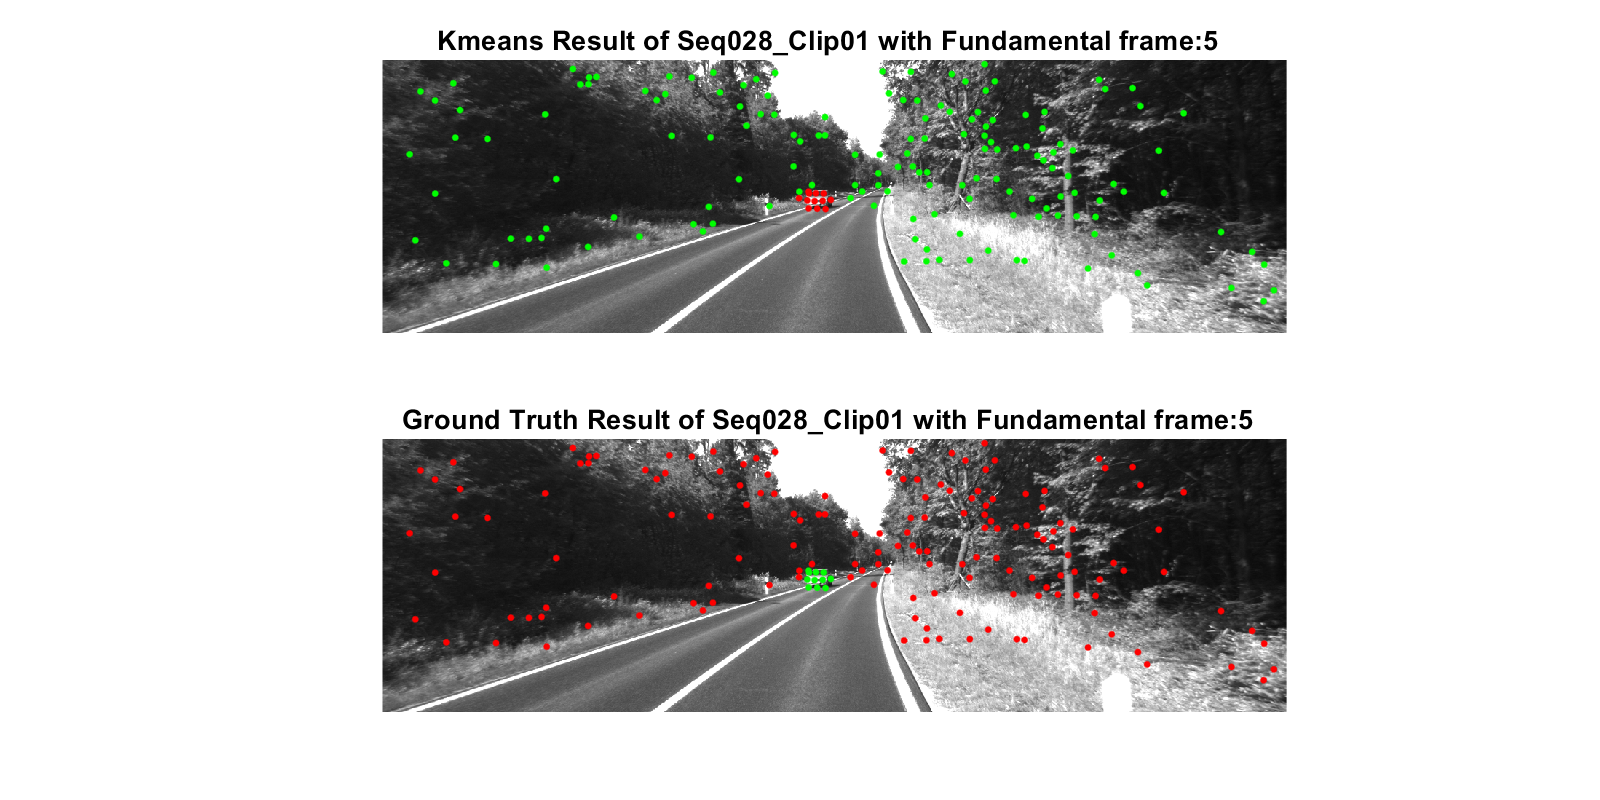 Kmeans Result of Seq028_Clip01 with Fundamental frame:5
Ground Truth Result of Seq028_Clip01 with Fundamental frame:5